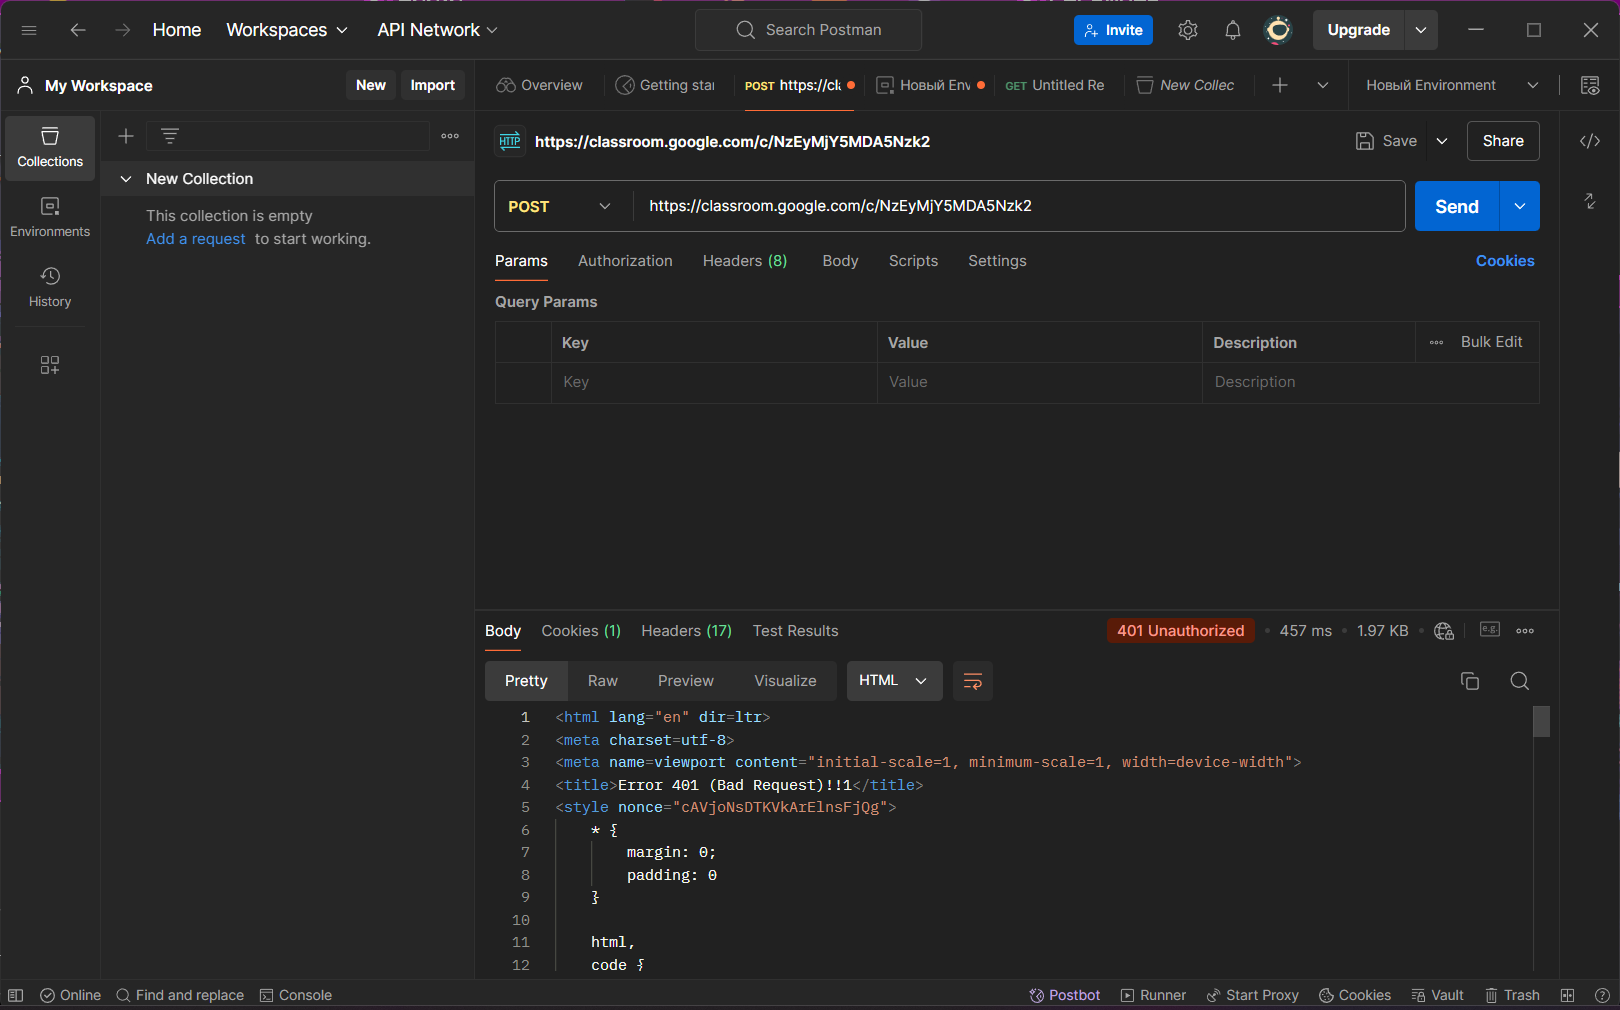 Home
Workspaces
API Network
Search Postman
Invite
Upgrade
My Workspace
New
Import
Overview
Getting star
POST https://cla
Новый Env
GET Untitled Re
New Collec
Новый Environment
Collections
Environments
History
New Collection
This collection is empty
Add a request to start working.
HTTP
https://classroom.google.com/c/NzEyMjY5MDA5Nzk2
Save
Share
POST
https://classroom.google.com/c/NzEyMjY5MDA5Nzk2
Send
Params
Authorization
Headers (8)
Body
Scripts
Settings
Cookies
Query Params
Key
Value
Description
Bulk Edit
Key
Value
Description
Body
Cookies (1)
Headers (17)
Test Results
401 Unauthorized
457 ms
1.97 KB
e.g.
Pretty
Raw
Preview
Visualize
HTML
1 <html lang="en" dir=ltr>
2 <meta charset=utf-8>
3 <meta name=viewport content="initial-scale=1, minimum-scale=1, width=device-width">
4 <title>Error 401 (Bad Request)!!1</title>
5 <style nonce="cAVjoNsDTKVkArElnsFjQg">
6 * {
7 margin: 0;
8 padding: 0
9 }
10
11 html,
12 code {
Online
Find and replace
Console
Postbot
Runner
Start Proxy
Cookies
Vault
Trash